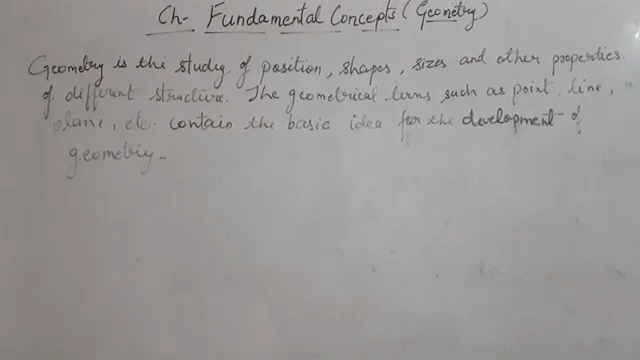 Ch- Fundamental Concepts (Geometry)
Geometry is the study of position, shapes, sizes and other properties
of different structure. The geometrical terms such as point, line,
plane, etc. contain the basic idea for the development of
geometry..